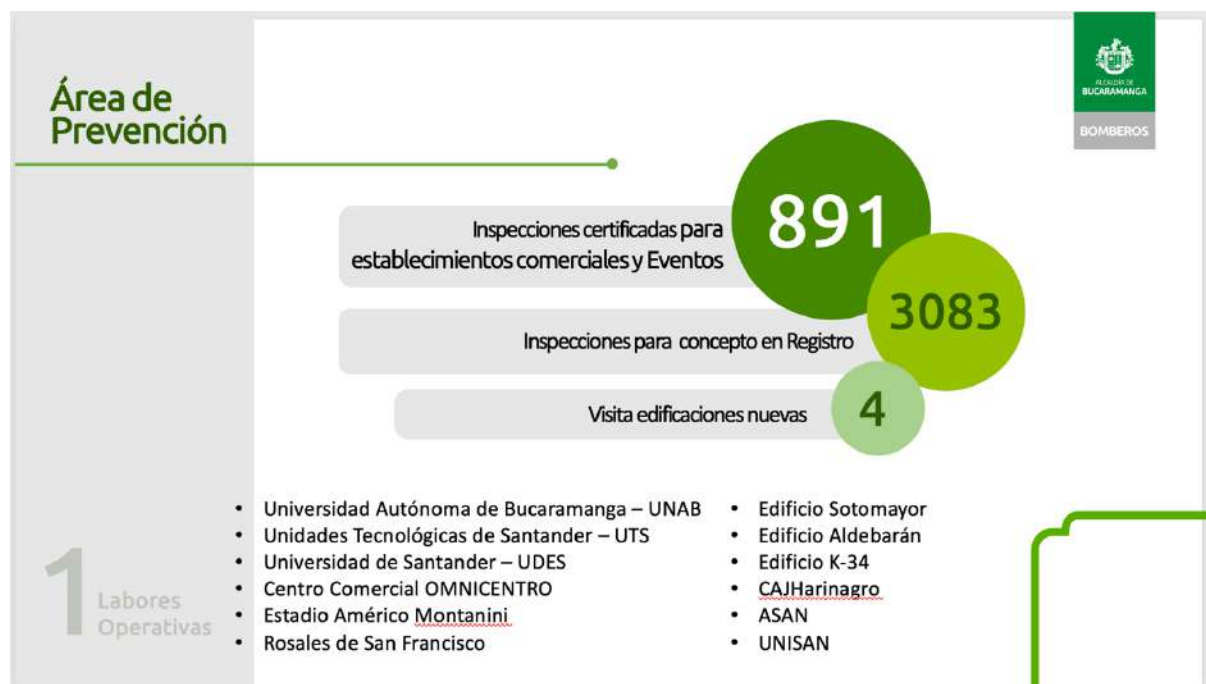 Área de
Prevención
ALCALDÍA DE
BUCARAMANGA
BOMBEROS
Inspecciones certificadas para
establecimientos comerciales y Eventos
891
Inspecciones para concepto en Registro
3083
Visita edificaciones nuevas
4
• Universidad Autónoma de Bucaramanga – UNAB
• Unidades Tecnológicas de Santander – UTS
• Universidad de Santander – UDES
• Centro Comercial OMNICENTRO
• Estadio Américo Montanini
• Rosales de San Francisco
• Edificio Sotomayor
• Edificio Aldebarán
• Edificio K-34
• CAJHarinagro
• ASAN
• UNISAN
1
Labores
Operativas